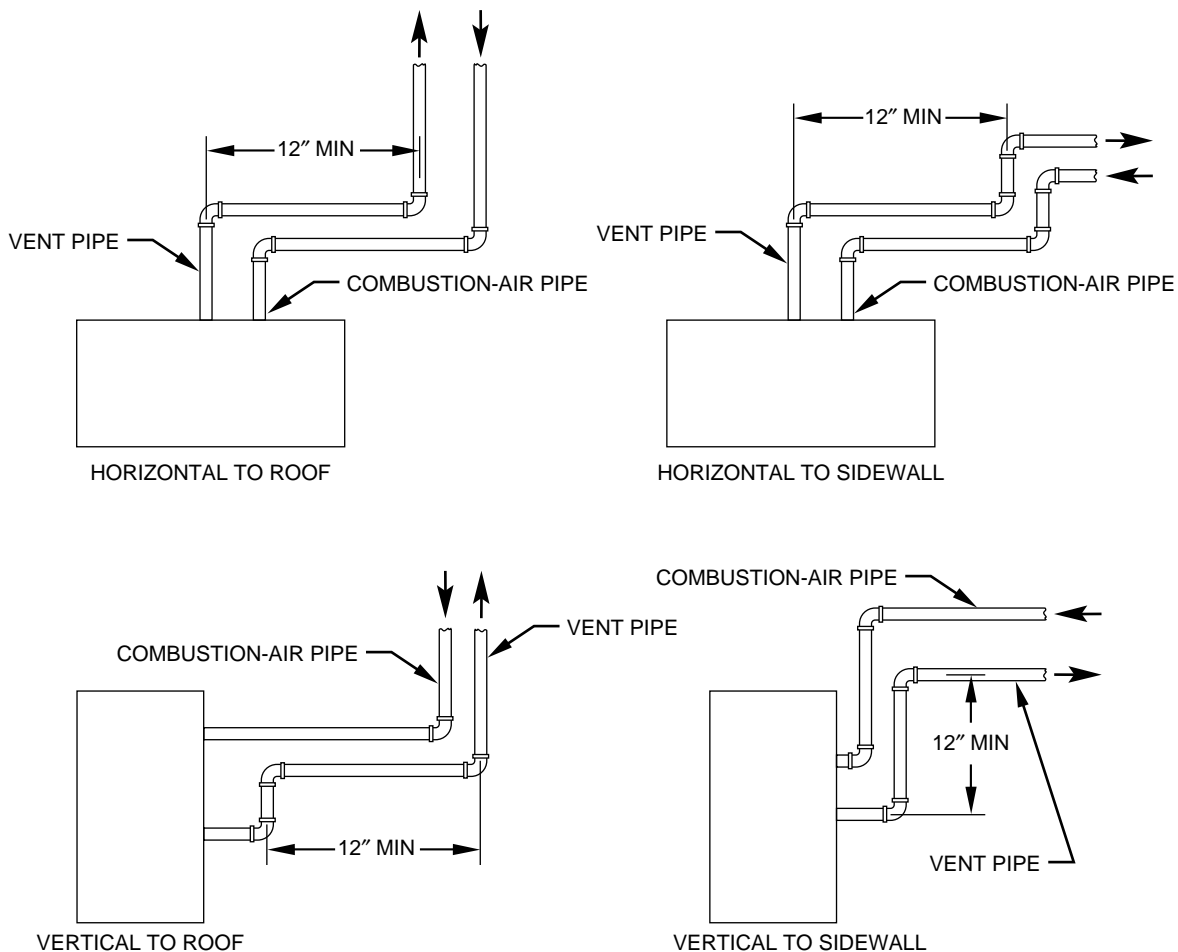 12″ MIN
VENT PIPE
COMBUSTION-AIR PIPE
HORIZONTAL TO ROOF
12″ MIN
VENT PIPE
COMBUSTION-AIR PIPE
HORIZONTAL TO SIDEWALL
VENT PIPE
COMBUSTION-AIR PIPE
12″ MIN
VERTICAL TO ROOF
COMBUSTION-AIR PIPE
12″ MIN
VENT PIPE
VERTICAL TO SIDEWALL